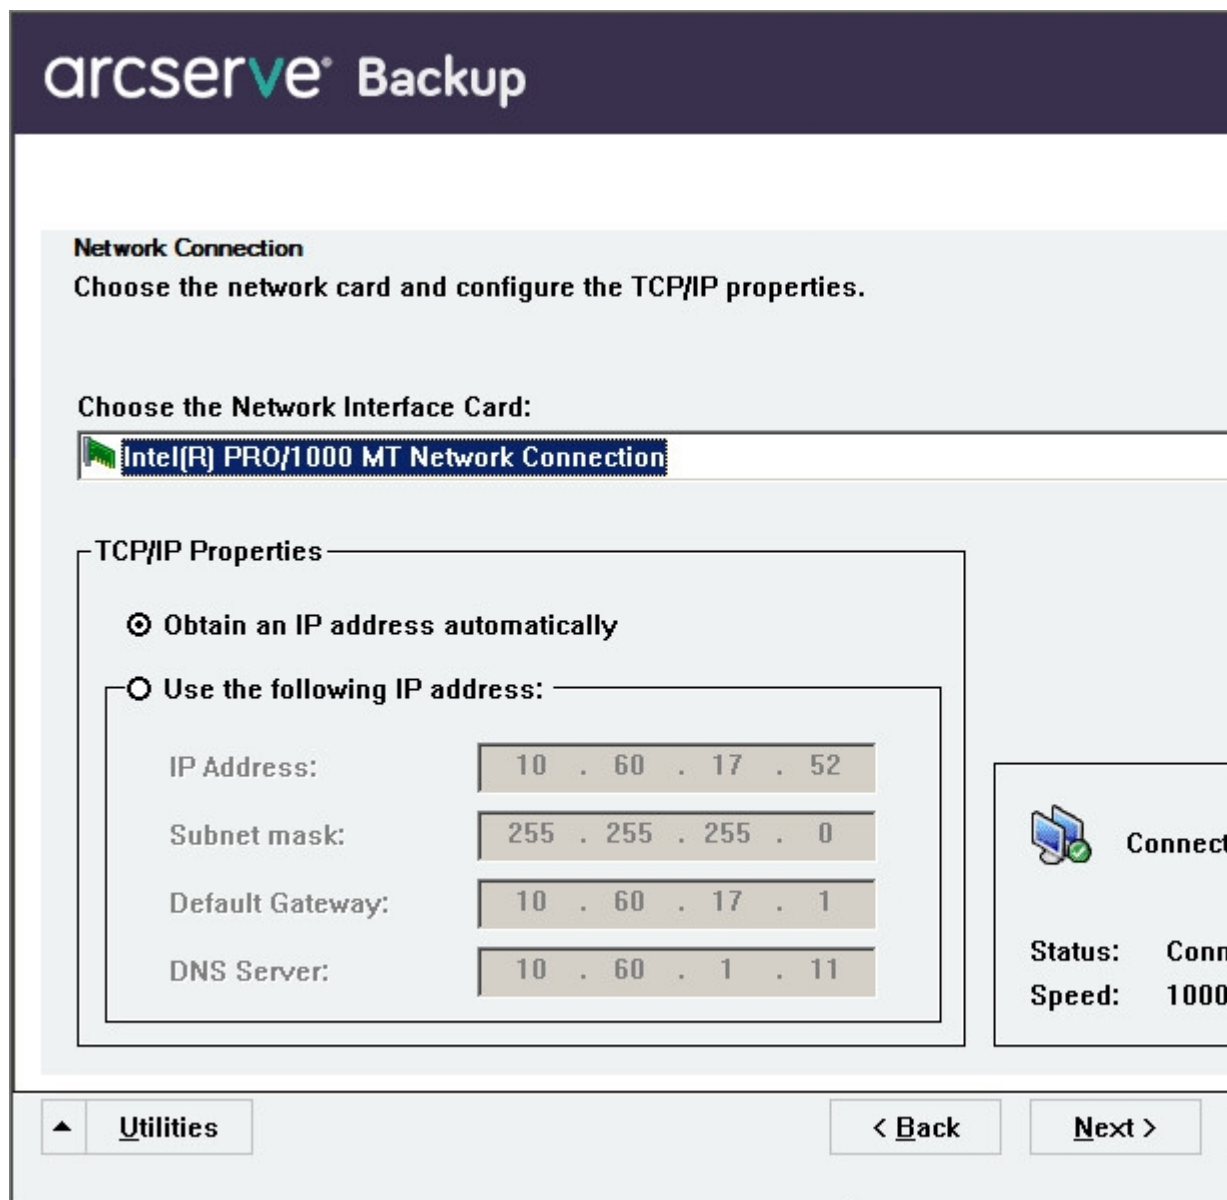 arcserve® Backup
Network Connection
Choose the network card and configure the TCP/IP properties.
Choose the Network Interface Card:
Intel(R) PRO/1000 MT Network Connection
TCP/IP Properties
Obtain an IP address automatically
Use the following IP address:
IP Address: 10 . 60 . 17 . 52
Subnet mask: 255 . 255 . 255 . 0
Default Gateway: 10 . 60 . 17 . 1
DNS Server: 10 . 60 . 1 . 11
Connect
Status: Conn
Speed: 1000
Utilities
< Back
Next >